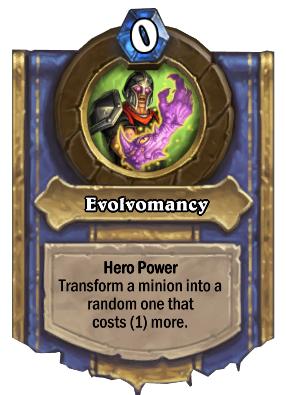 0
Evolvomancy
Hero Power
Transform a minion into a
random one that
costs (1) more.